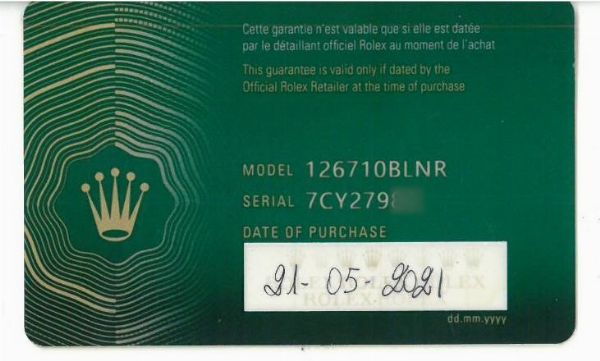 Cette garantie n'est valable que si elle est datée
par le détaillant officiel Rolex au moment de l'achat
This guarantee is valid only if dated by the
Official Rolex Retailer at the time of purchase
MODEL 126710BLNR
SERIAL 7CY279
DATE OF PURCHASE
21-05-2021
dd.mm.yyyy